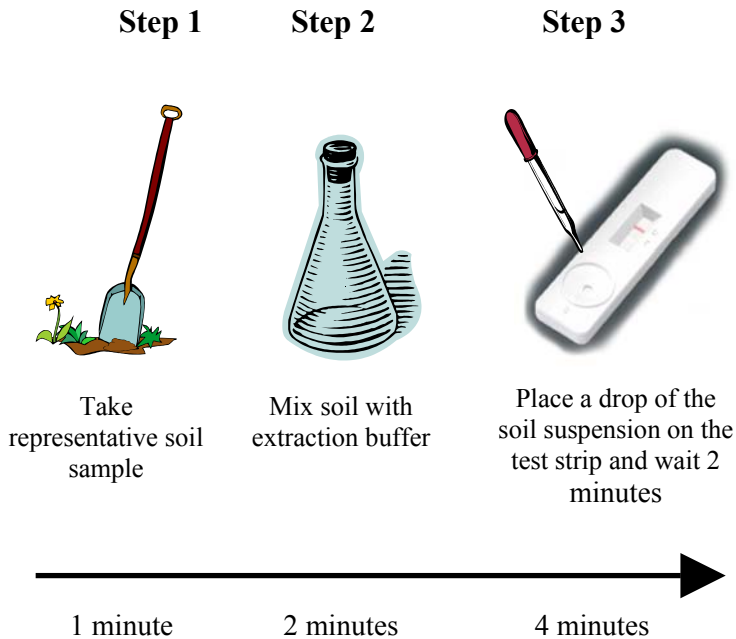 Step 1 Step 2 Step 3
Take
representative soil
sample
Mix soil with
extraction buffer
Place a drop of the
soil suspension on the
test strip and wait 2
minutes
1 minute 2 minutes 4 minutes